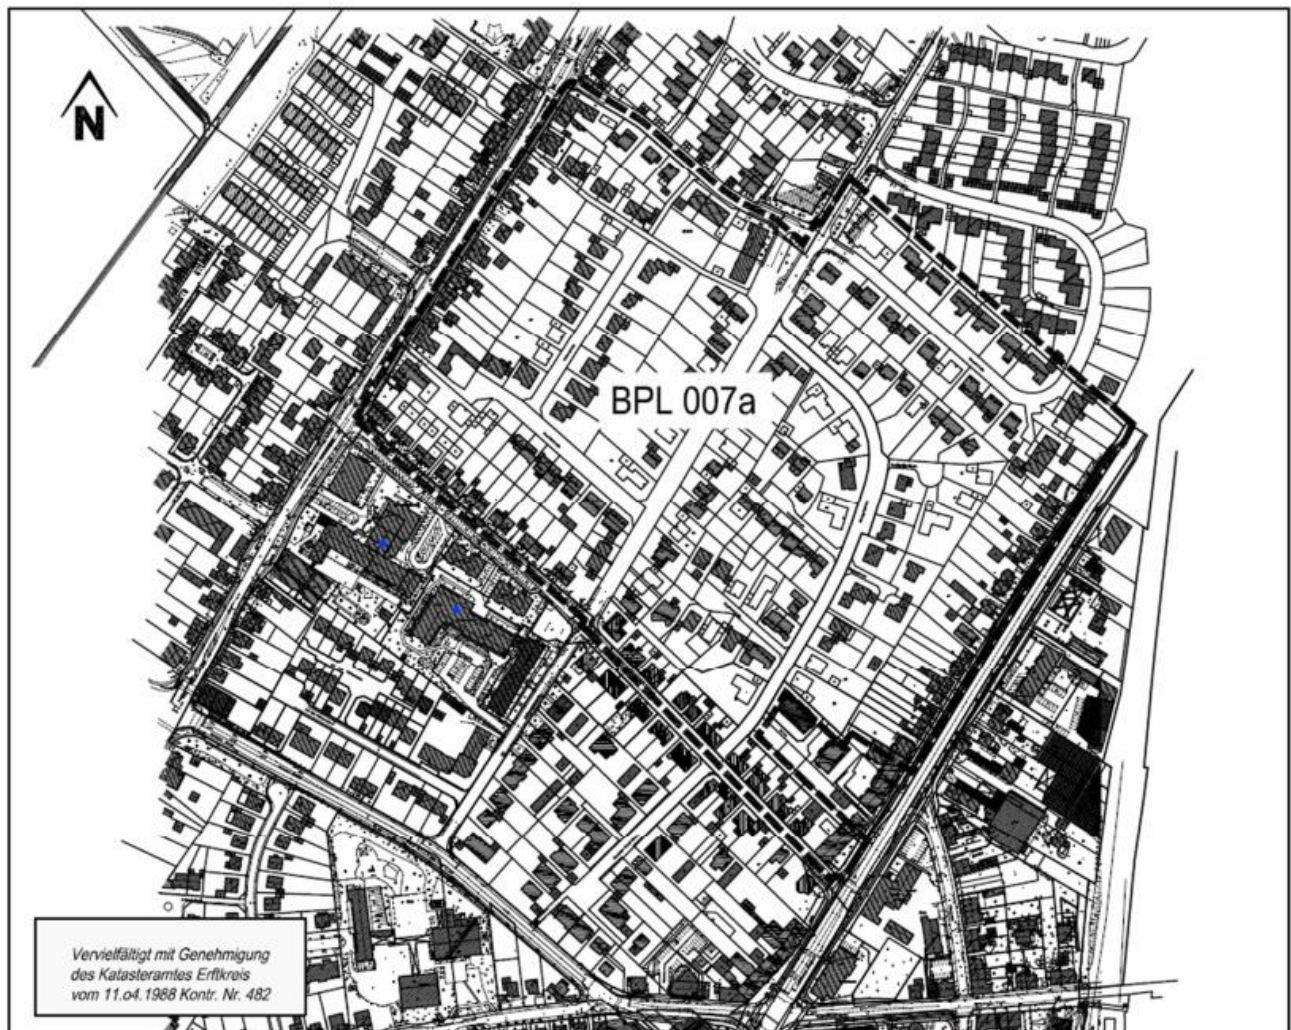 N
BPL 007a
Vervielfältigt mit Genehmigung
des Katasteramtes Erftkreis
vom 11.o4.1988 Kontr. Nr. 482